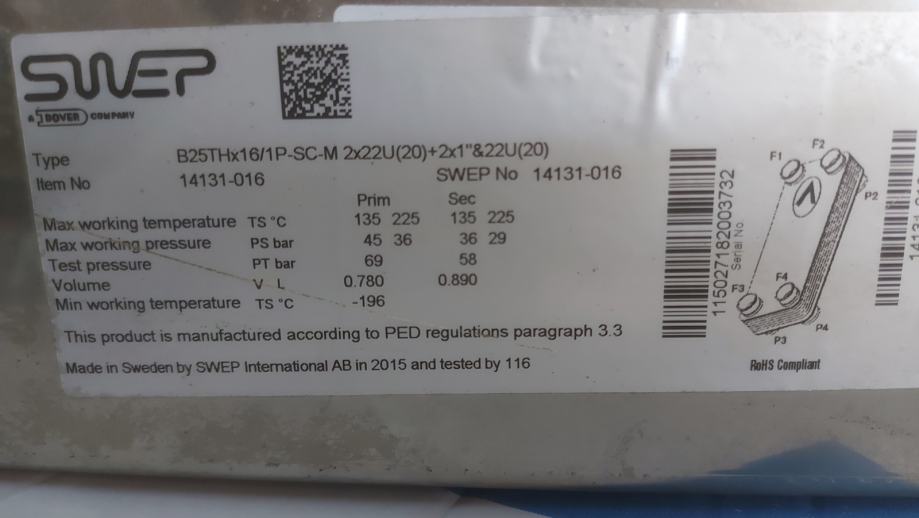 SWEP
A DOVER COMPANY
Type B25THx16/1P-SC-M 2x22U(20)+2x1"&22U(20)
Item No 14131-016 SWEP No 14131-016
Prim Sec
Max working temperature TS °C 135 225 135 225
Max working pressure PS bar 45 36 36 29
Test pressure PT bar 69 58
Volume V L 0.780 0.890
Min working temperature TS °C -196
This product is manufactured according to PED regulations paragraph 3.3
Made in Sweden by SWEP International AB in 2015 and tested by 116
115027182003732
Serial No.
F1 F2
P2
F3 F4
P3 P4
RoHS Compliant